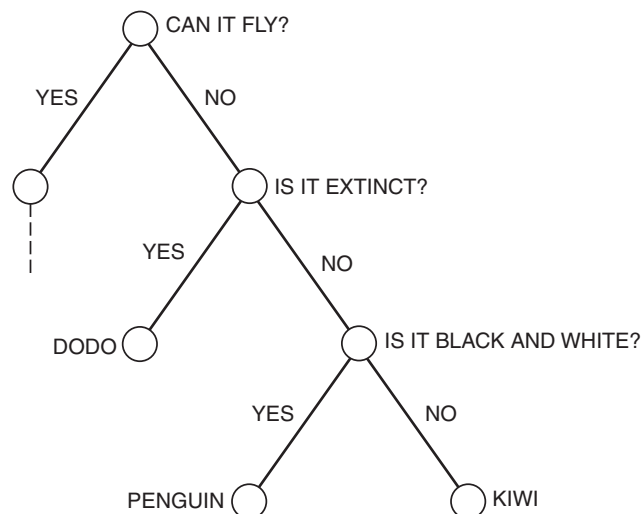 CAN IT FLY?
YES
NO
IS IT EXTINCT?
YES
NO
DODO
IS IT BLACK AND WHITE?
YES
NO
PENGUIN
KIWI